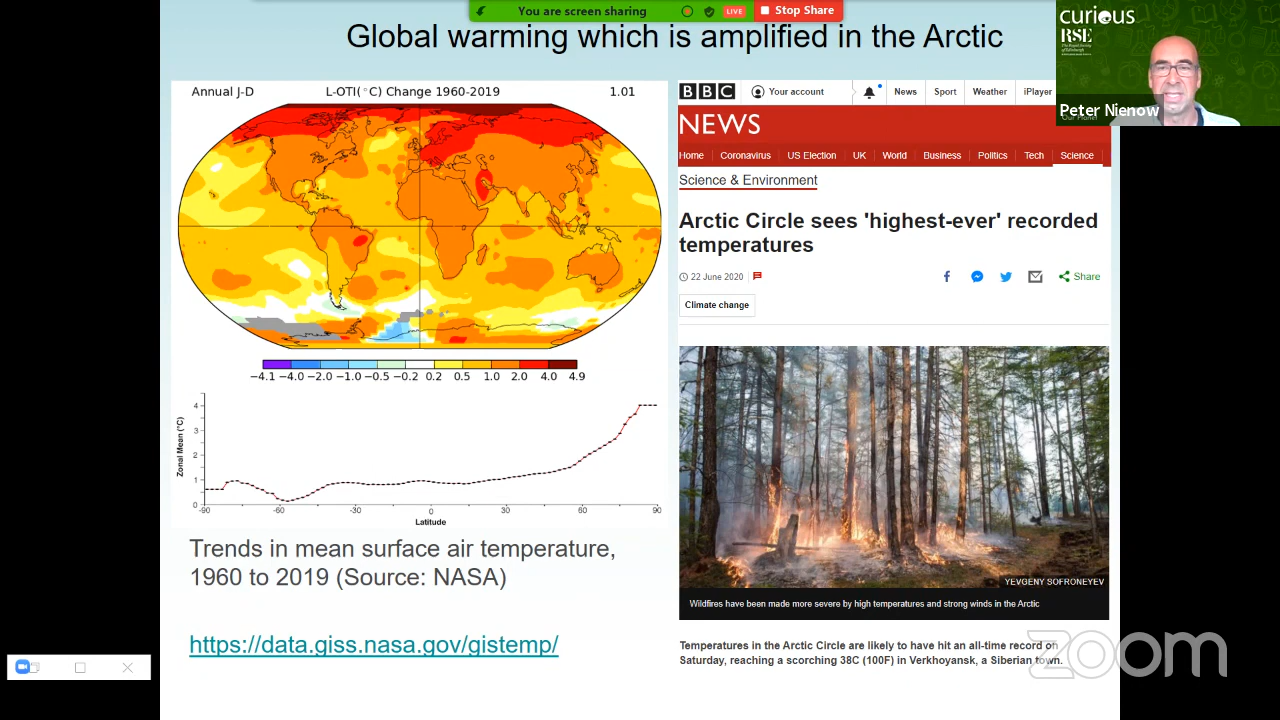 You are screen sharing
LIVE
Stop Share
Global warming which is amplified in the Arctic
curious
RSE
Peter Nienow
Annual J-D L-OTI(°C) Change 1960-2019 1.01
−4.1 −4.0 −2.0 −1.0 −0.5 −0.2 0.2 0.5 1.0 2.0 4.0 4.9
Zonal Mean (°C)
4
3
2
1
0
-90 -60 -30 0 30 60 90
Latitude
Trends in mean surface air temperature,
1960 to 2019 (Source: NASA)
https://data.giss.nasa.gov/gistemp/
BBC Your account News Sport Weather iPlayer
NEWS
Home Coronavirus US Election UK World Business Politics Tech Science
Science & Environment
Arctic Circle sees 'highest-ever' recorded
temperatures
22 June 2020
Share
Climate change
YEVGENY SOFRONEYEV
Wildfires have been made more severe by high temperatures and strong winds in the Arctic
Temperatures in the Arctic Circle are likely to have hit an all-time record on
Saturday, reaching a scorching 38C (100F) in Verkhoyansk, a Siberian town.
zoom